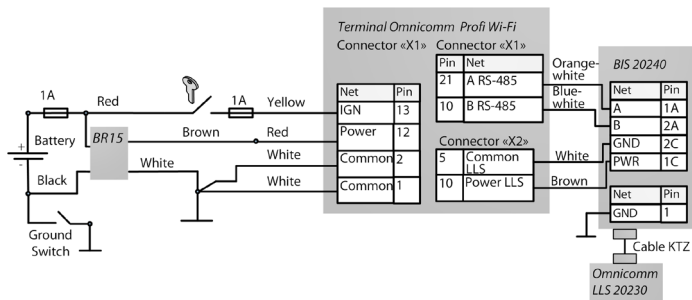 Terminal Omnicomm Profi Wi-Fi
Connector «X1»
Connector «X1»
Pin Net
21 A RS-485
10 B RS-485
Orange-
white
Blue-
white
BIS 20240
Net Pin
A 1A
B 2A
GND 2C
PWR 1C
1A
Red
1A
Yellow
Net Pin
IGN 13
Power 12
Common 2
Common 1
Battery
+
-
BR15
Brown
Red
White
White
White
Black
Connector «X2»
5 Common
LLS
10 Power LLS
White
Brown
Net Pin
GND 1
Ground
Switch
Cable KTZ
Omnicomm
LLS 20230